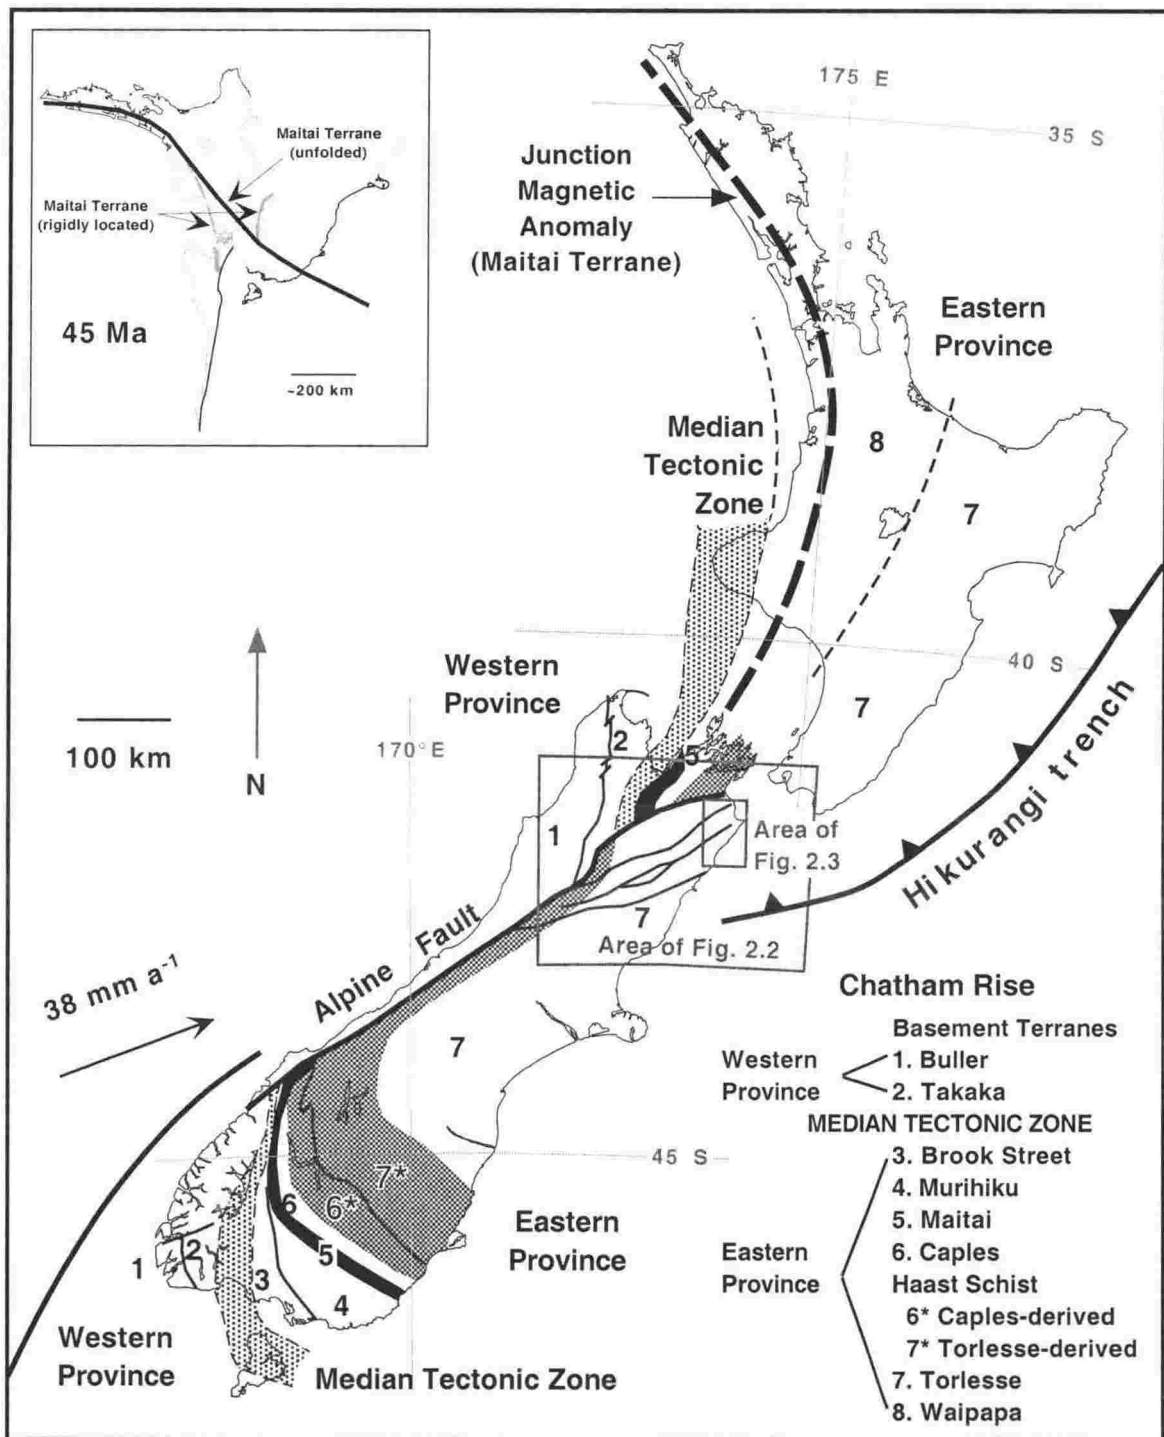 Maitai Terrane
(unfolded)
Maitai Terrane
(rigidly located)
45 Ma
~200 km
175 E
35 S
Junction
Magnetic
Anomaly
(Maitai Terrane)
Eastern
Province
Median
Tectonic
Zone
8
7
40 S
Western
Province
7
100 km
N
170° E
2
5
1
Area of
Fig. 2.3
Hikurangi trench
7
Area of Fig. 2.2
Alpine Fault
38 mm a-1
7
45 S
7*
6*
6
5
Eastern
Province
1
2
3
4
Western
Province
Median Tectonic Zone
Chatham Rise
Basement Terranes
Western
Province
1. Buller
2. Takaka
MEDIAN TECTONIC ZONE
3. Brook Street
4. Murihiku
5. Maitai
6. Caples
Eastern
Province
Haast Schist
6* Caples-derived
7* Torlesse-derived
7. Torlesse
8. Waipapa